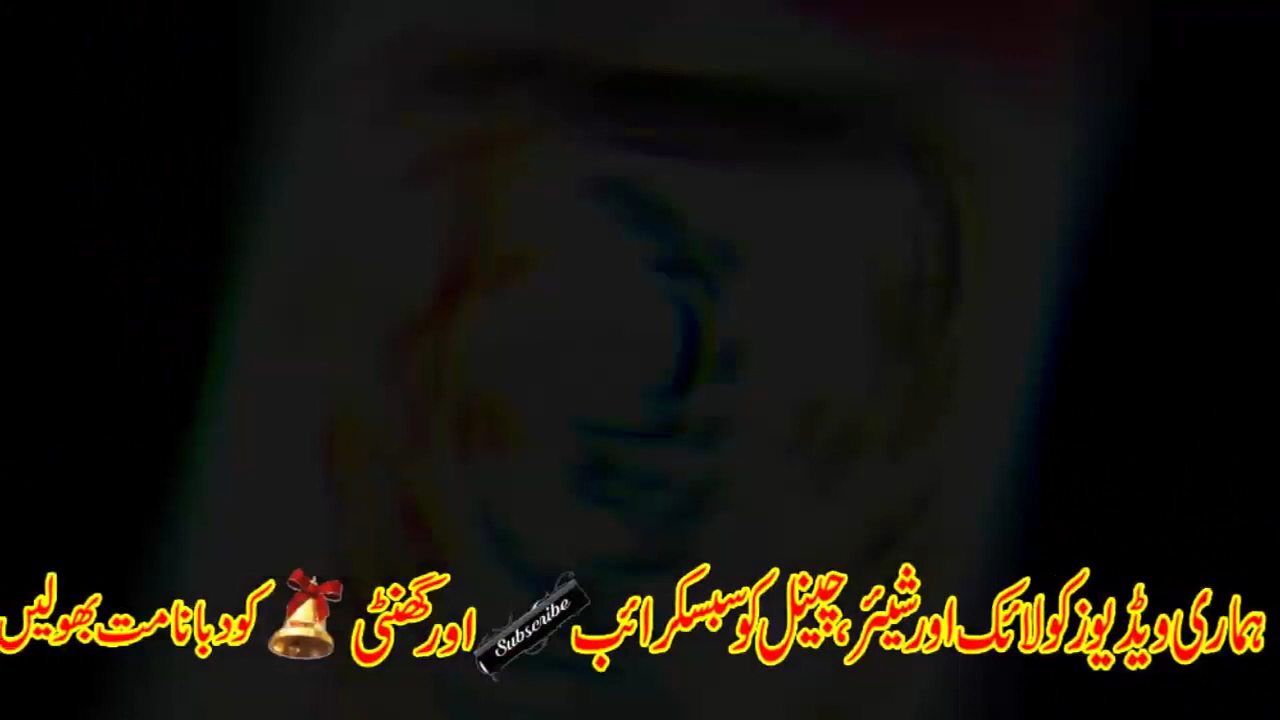 ہماری ویڈیوز کو لائک اور شیئر، چینل کو سبسکرائب Subscribe اور گھنٹی کو دبانا مت بھولیں